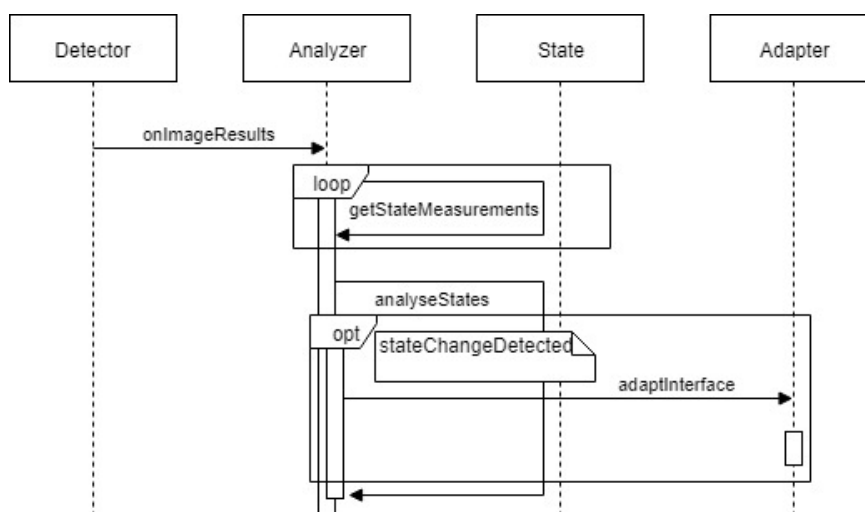 Detector
Analyzer
State
Adapter
onImageResults
loop
getStateMeasurements
analyseStates
opt
stateChangeDetected
adaptInterface